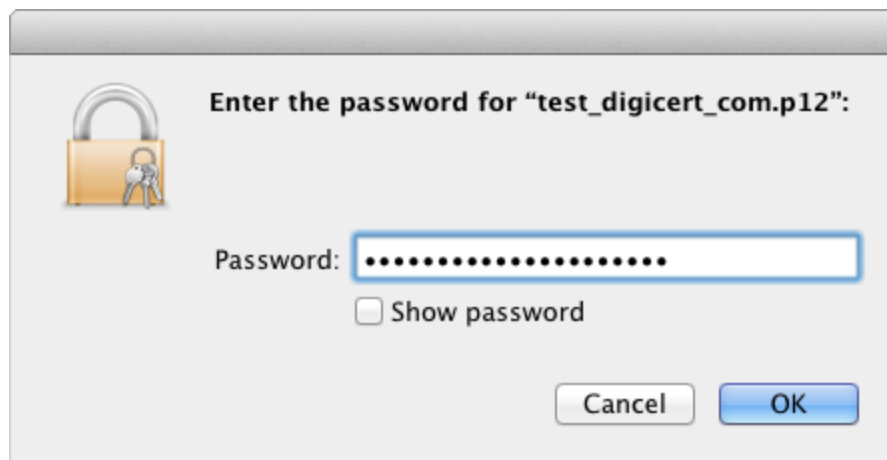 Enter the password for “test_digicert_com.p12”:
Password: •••••••••••••••••••••
Show password
Cancel OK